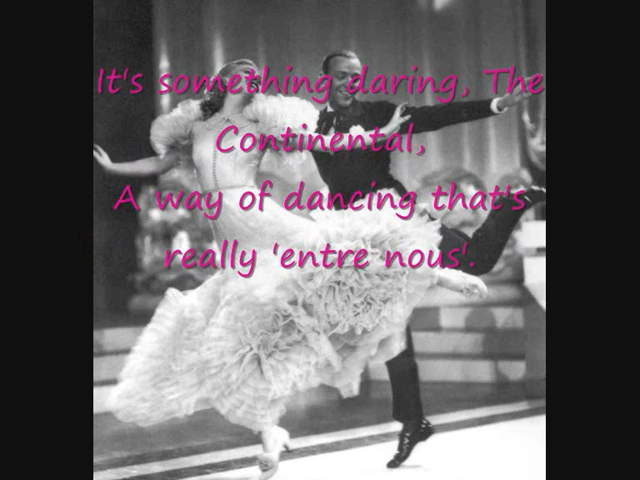 It's something daring, The
Continental,
A way of dancing that's
really 'entre nous'.